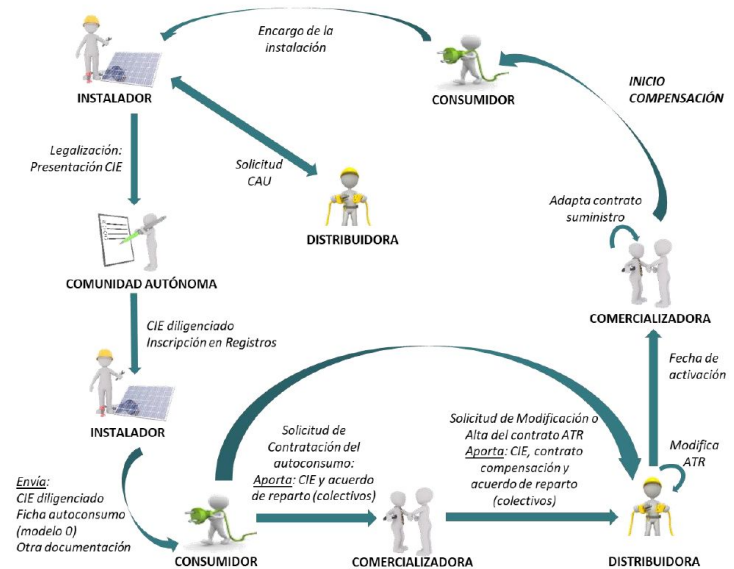 Encargo de la
instalación
INSTALADOR
CONSUMIDOR
INICIO
COMPENSACIÓN
Legalización:
Presentación CIE
Solicitud
CAU
DISTRIBUIDORA
Adapta contrato
suministro
COMUNIDAD AUTÓNOMA
COMERCIALIZADORA
CIE diligenciado
Inscripción en Registros
Fecha de
activación
INSTALADOR
Solicitud de
Contratación del
autoconsumo:
Aporta: CIE y acuerdo
de reparto (colectivos)
Solicitud de Modificación o
Alta del contrato ATR
Aporta: CIE, contrato
compensación y
acuerdo de reparto
(colectivos)
Modifica
ATR
Envía:
CIE diligenciado
Ficha autoconsumo
(modelo 0)
Otra documentación
CONSUMIDOR
COMERCIALIZADORA
DISTRIBUIDORA